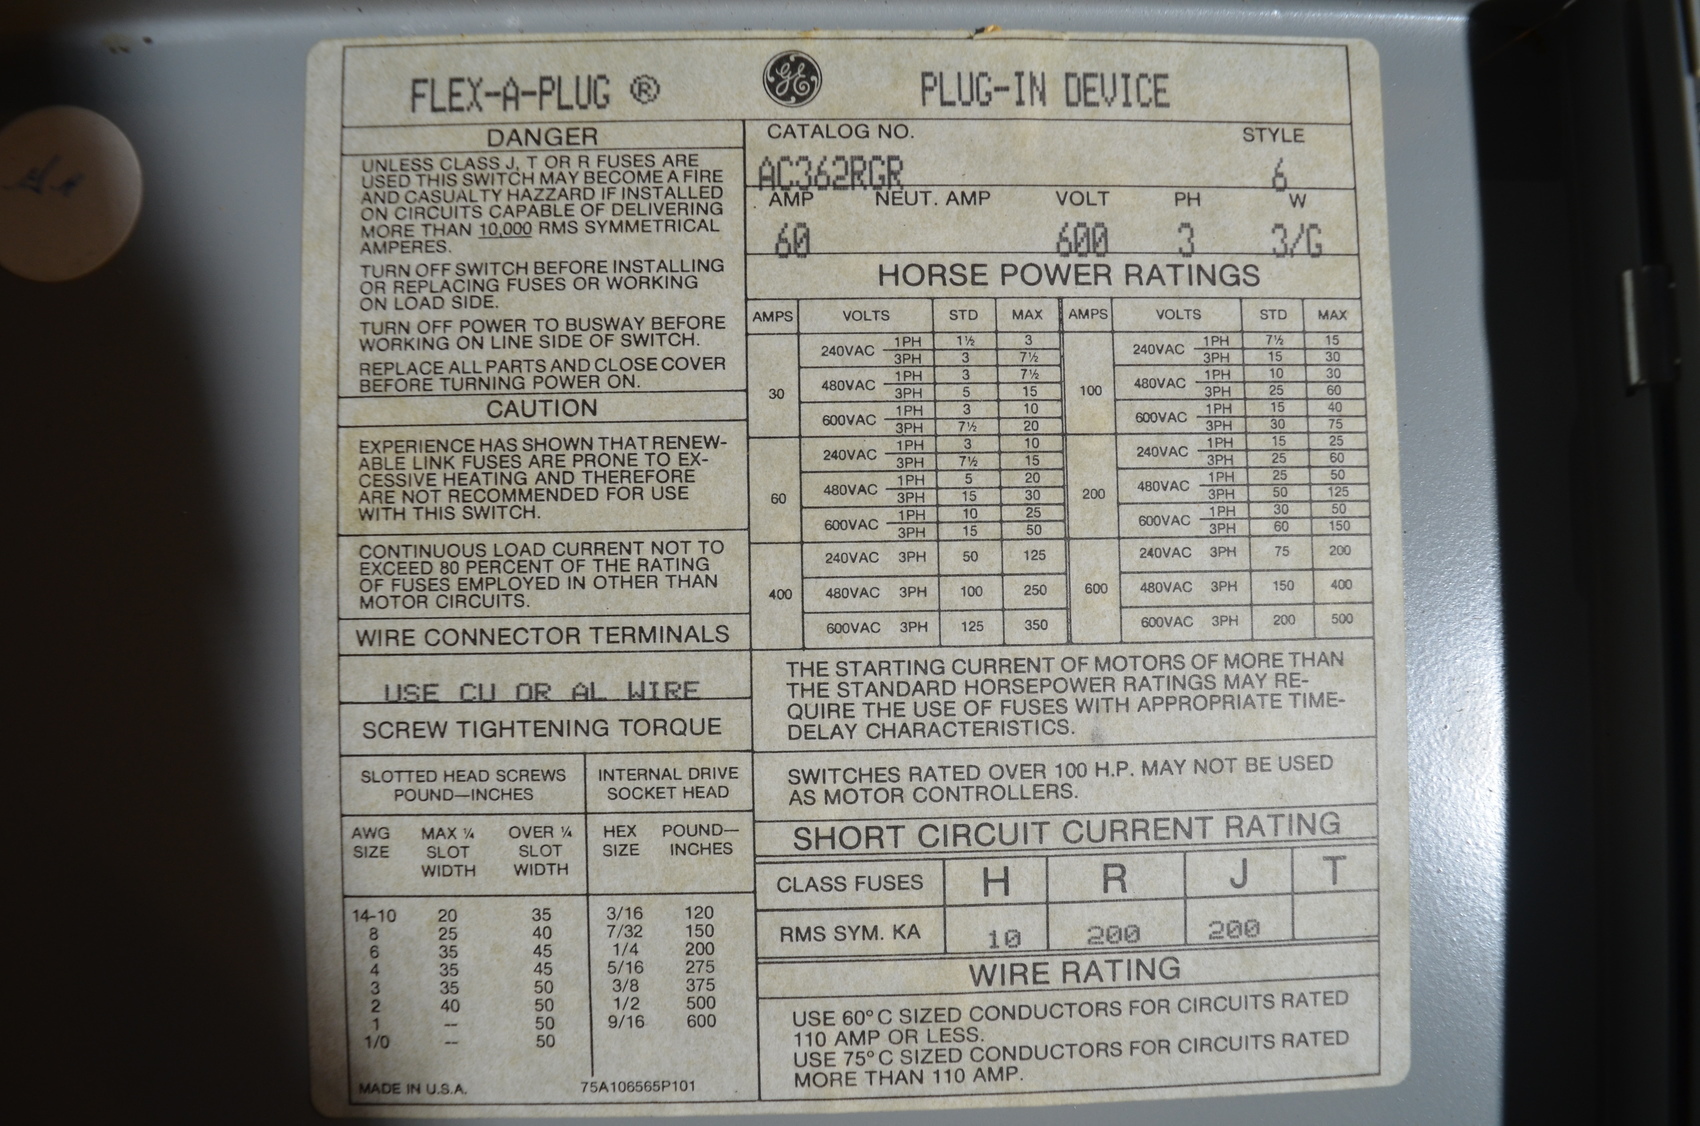 FLEX-A-PLUG ® GE PLUG-IN DEVICE
DANGER
UNLESS CLASS J, T OR R FUSES ARE
USED THIS SWITCH MAY BECOME A FIRE
AND CASUALTY HAZZARD IF INSTALLED
ON CIRCUITS CAPABLE OF DELIVERING
MORE THAN 10,000 RMS SYMMETRICAL
AMPERES.
TURN OFF SWITCH BEFORE INSTALLING
OR REPLACING FUSES OR WORKING
ON LOAD SIDE.
TURN OFF POWER TO BUSWAY BEFORE
WORKING ON LINE SIDE OF SWITCH.
REPLACE ALL PARTS AND CLOSE COVER
BEFORE TURNING POWER ON.
CAUTION
EXPERIENCE HAS SHOWN THAT RENEW-
ABLE LINK FUSES ARE PRONE TO EX-
CESSIVE HEATING AND THEREFORE
ARE NOT RECOMMENDED FOR USE
WITH THIS SWITCH.
CONTINUOUS LOAD CURRENT NOT TO
EXCEED 80 PERCENT OF THE RATING
OF FUSES EMPLOYED IN OTHER THAN
MOTOR CIRCUITS.
WIRE CONNECTOR TERMINALS
USE CU OR AL WIRE
SCREW TIGHTENING TORQUE
SLOTTED HEAD SCREWS
POUND—INCHES
INTERNAL DRIVE
SOCKET HEAD
AWG MAX ¼ OVER ¼ HEX POUND—
SIZE SLOT SLOT SIZE INCHES
WIDTH WIDTH
14-10 20 35 3/16 120
8 25 40 7/32 150
6 35 45 1/4 200
4 35 45 5/16 275
3 35 50 3/8 375
2 40 50 1/2 500
1 — 50 9/16 600
1/0 — 50
MADE IN U.S.A. 75A106565P101
CATALOG NO. STYLE
AC362RGR 6
AMP NEUT. AMP VOLT PH W
60 600 3 3/G
HORSE POWER RATINGS
AMPS VOLTS STD MAX AMPS VOLTS STD MAX
30 240VAC 1PH 1½ 3 100 240VAC 1PH 7½ 15
3PH 3 7½ 3PH 15 30
480VAC 1PH 3 7½ 480VAC 1PH 10 30
3PH 5 15 3PH 25 60
600VAC 1PH 3 10 600VAC 1PH 15 40
3PH 7½ 20 3PH 30 75
60 240VAC 1PH 3 10 200 240VAC 1PH 15 25
3PH 7½ 15 3PH 25 60
480VAC 1PH 5 20 480VAC 1PH 25 50
3PH 15 30 3PH 50 125
600VAC 1PH 10 25 600VAC 1PH 30 50
3PH 15 50 3PH 60 150
400 240VAC 3PH 50 125 600 240VAC 3PH 75 200
480VAC 3PH 100 250 480VAC 3PH 150 400
600VAC 3PH 125 350 600VAC 3PH 200 500
THE STARTING CURRENT OF MOTORS OF MORE THAN
THE STANDARD HORSEPOWER RATINGS MAY RE-
QUIRE THE USE OF FUSES WITH APPROPRIATE TIME-
DELAY CHARACTERISTICS.
SWITCHES RATED OVER 100 H.P. MAY NOT BE USED
AS MOTOR CONTROLLERS.
SHORT CIRCUIT CURRENT RATING
CLASS FUSES H R J T
RMS SYM. KA 10 200 200
WIRE RATING
USE 60°C SIZED CONDUCTORS FOR CIRCUITS RATED
110 AMP OR LESS.
USE 75°C SIZED CONDUCTORS FOR CIRCUITS RATED
MORE THAN 110 AMP.